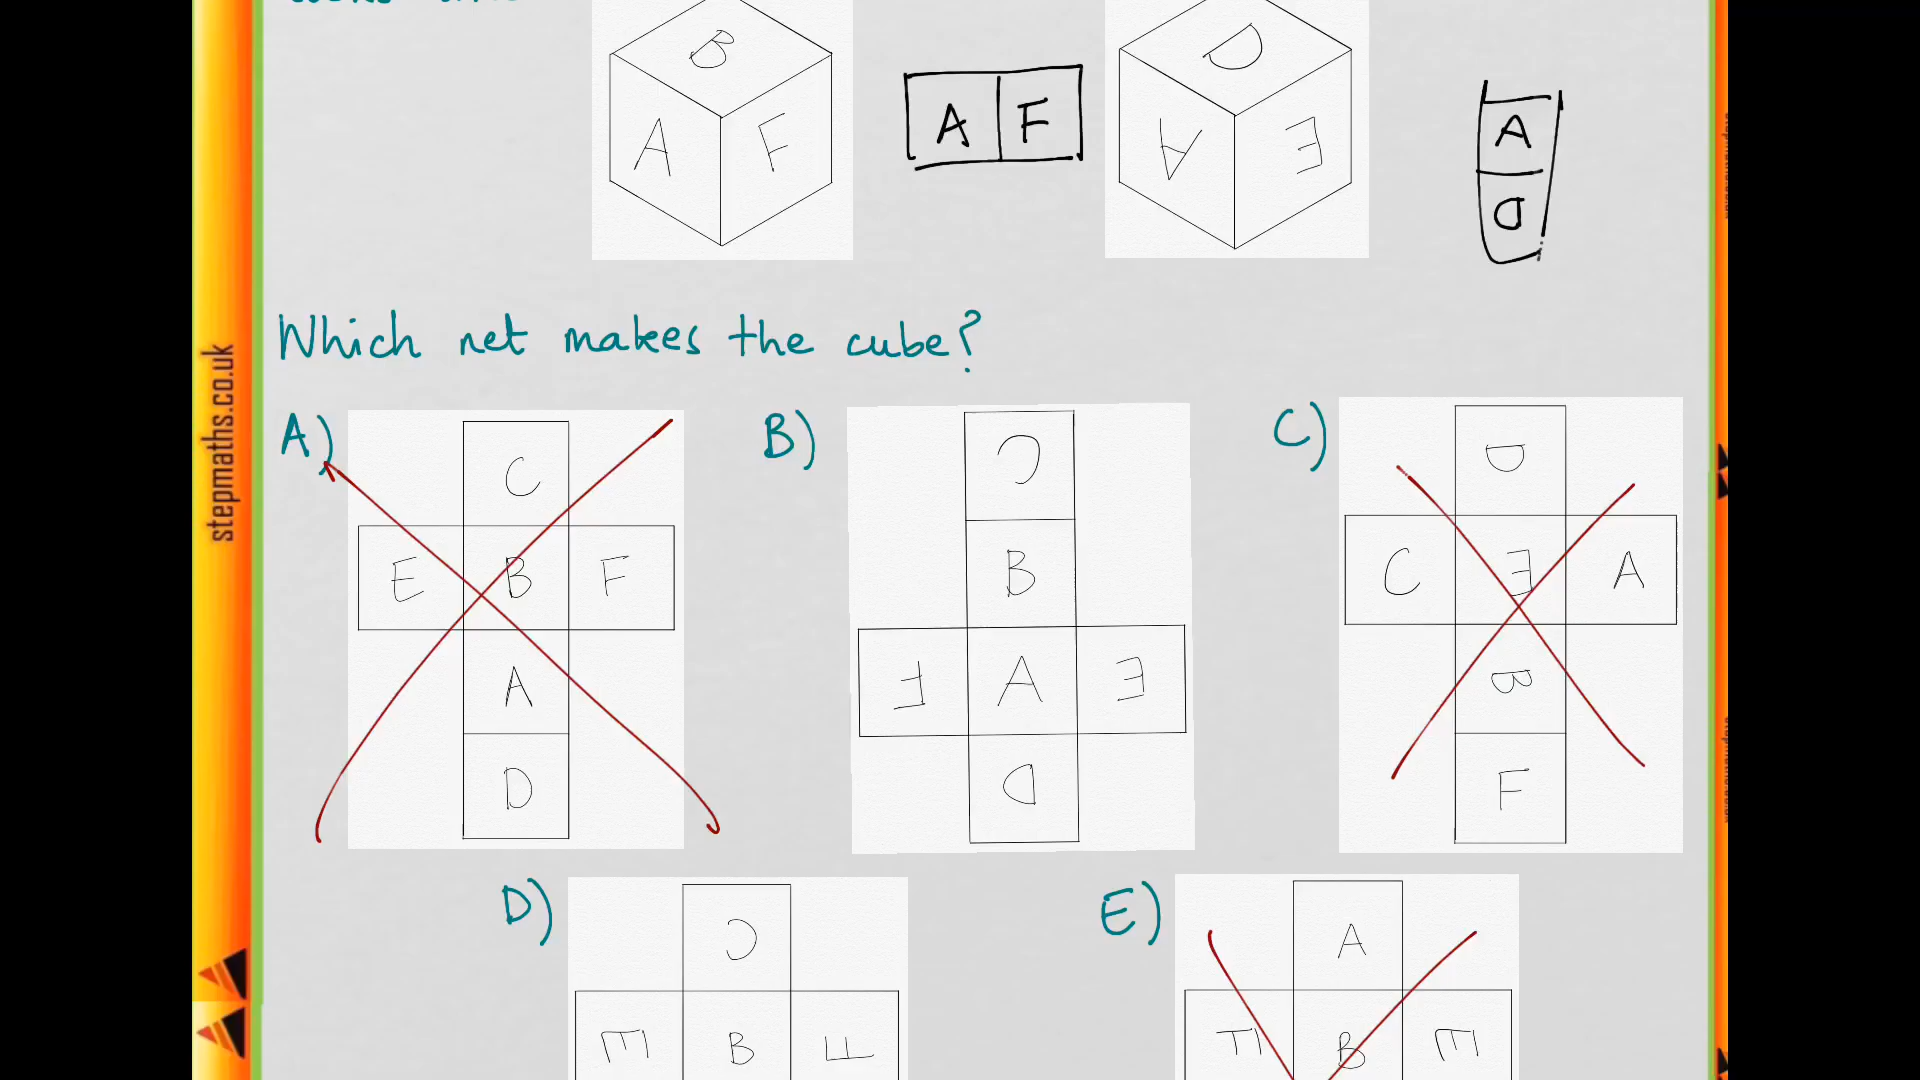 B
A F
A F
D
A E
A
D
stepmaths.co.uk
Which net makes the cube?
A)
C
E B F
A
D
B)
C
B
F A E
D
C)
D
C E A
B
F
D)
C
E B F
E)
A
F B E